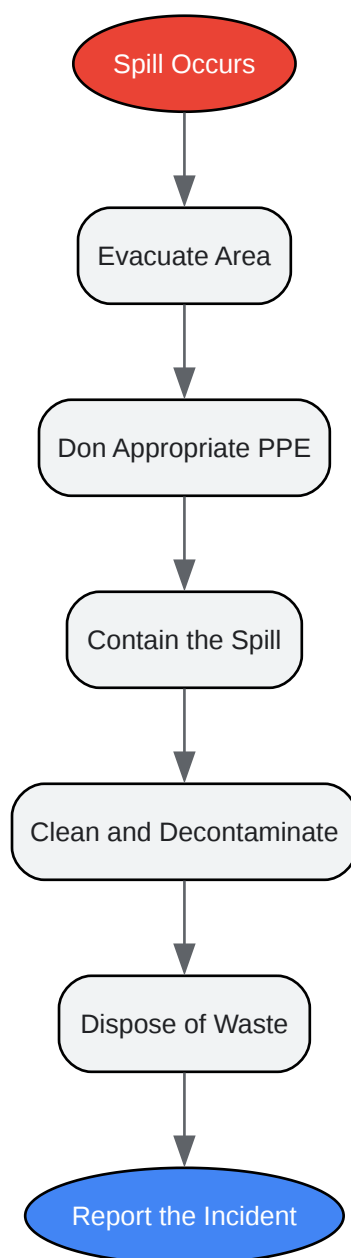 Spill Occurs
Evacuate Area
Don Appropriate PPE
Contain the Spill
Clean and Decontaminate
Dispose of Waste
Report the Incident